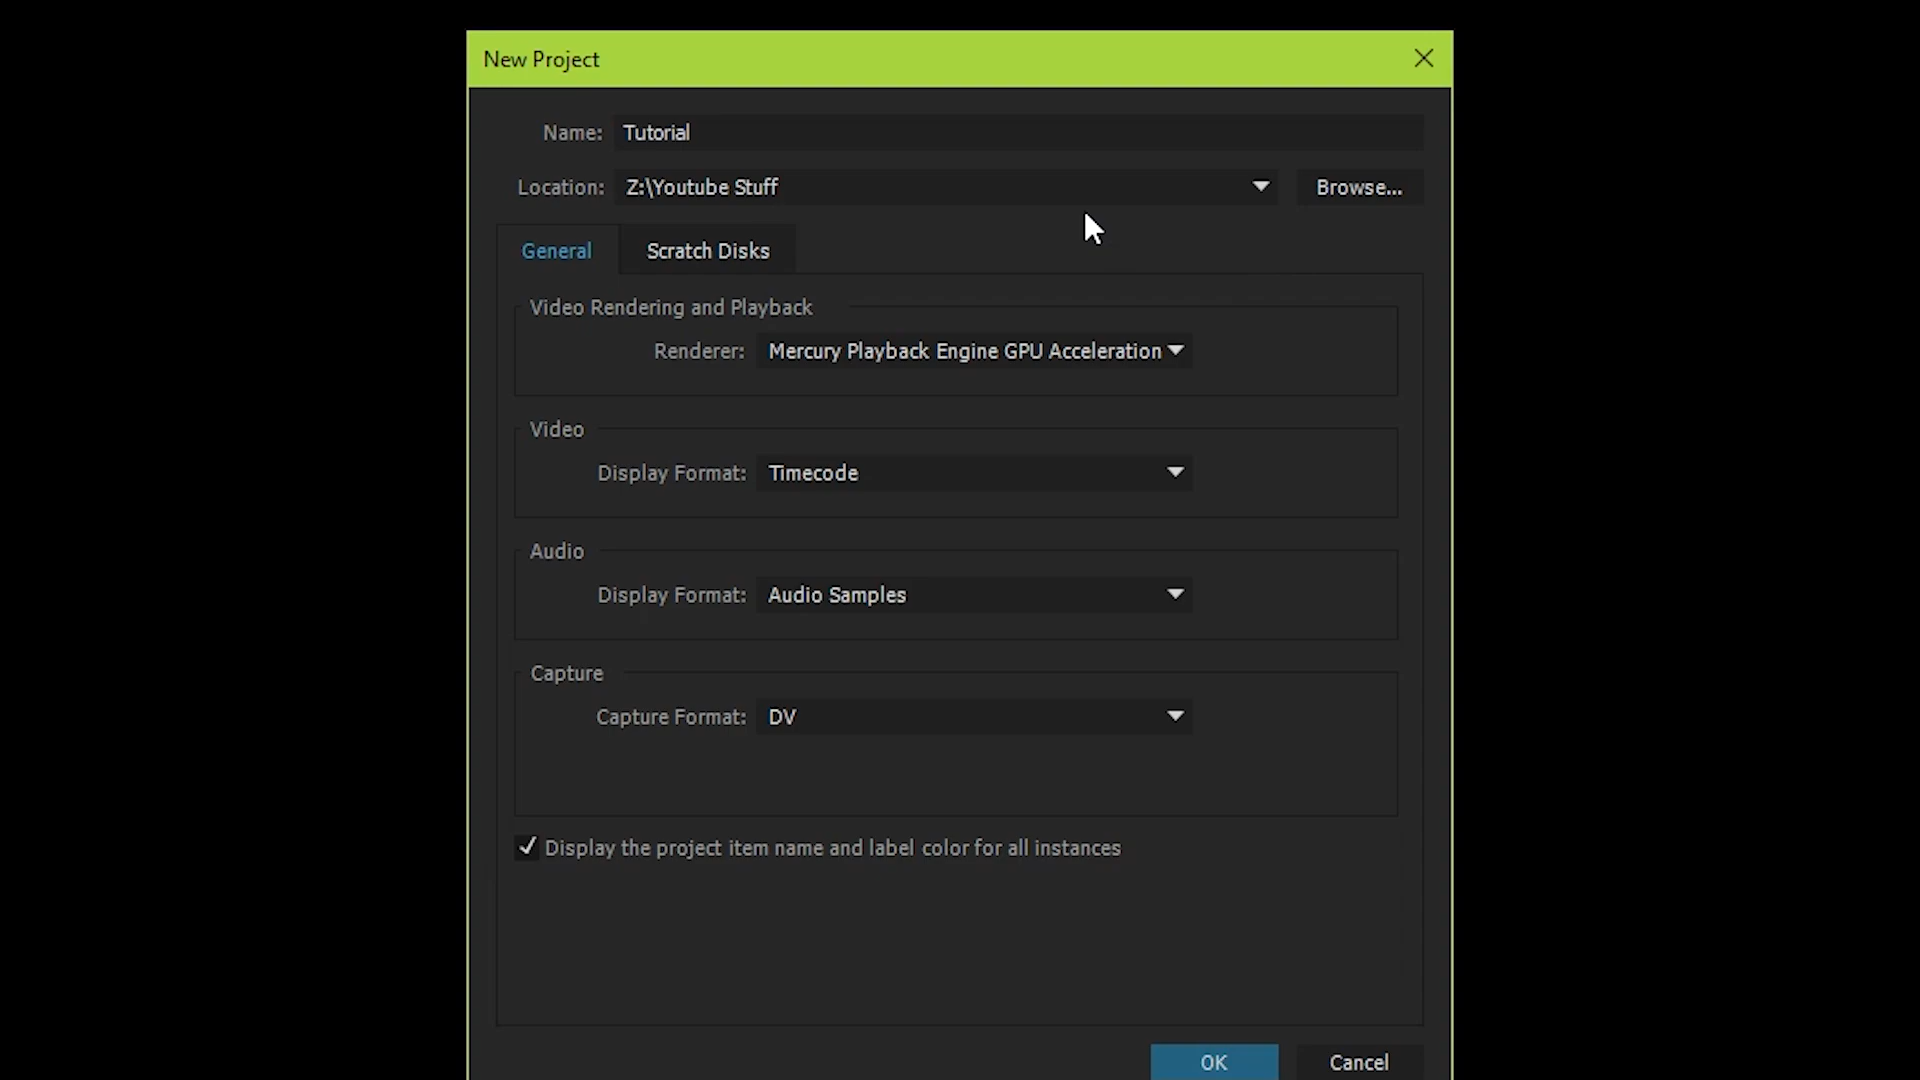 New Project
Name: Tutorial
Location: Z:\Youtube Stuff Browse...
General Scratch Disks
Video Rendering and Playback
Renderer: Mercury Playback Engine GPU Acceleration
Video
Display Format: Timecode
Audio
Display Format: Audio Samples
Capture
Capture Format: DV
Display the project item name and label color for all instances
OK Cancel